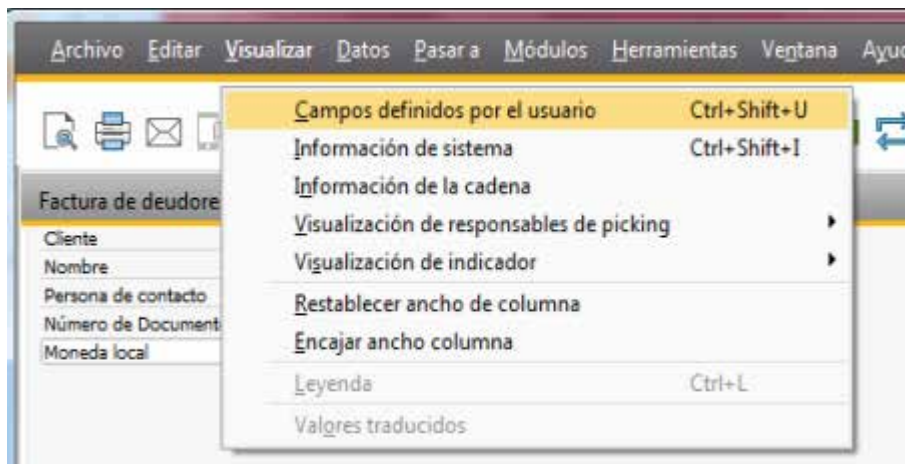 Archivo Editar Visualizar Datos Pasar a Módulos Herramientas Ventana
Campos definidos por el usuario Ctrl+Shift+U
Información de sistema Ctrl+Shift+I
Información de la cadena
Visualización de responsables de picking
Visualización de indicador
Restablecer ancho de columna
Encajar ancho columna
Leyenda Ctrl+L
Valores traducidos
Factura de deudore
Cliente
Nombre
Persona de contacto
Número de Document
Moneda local